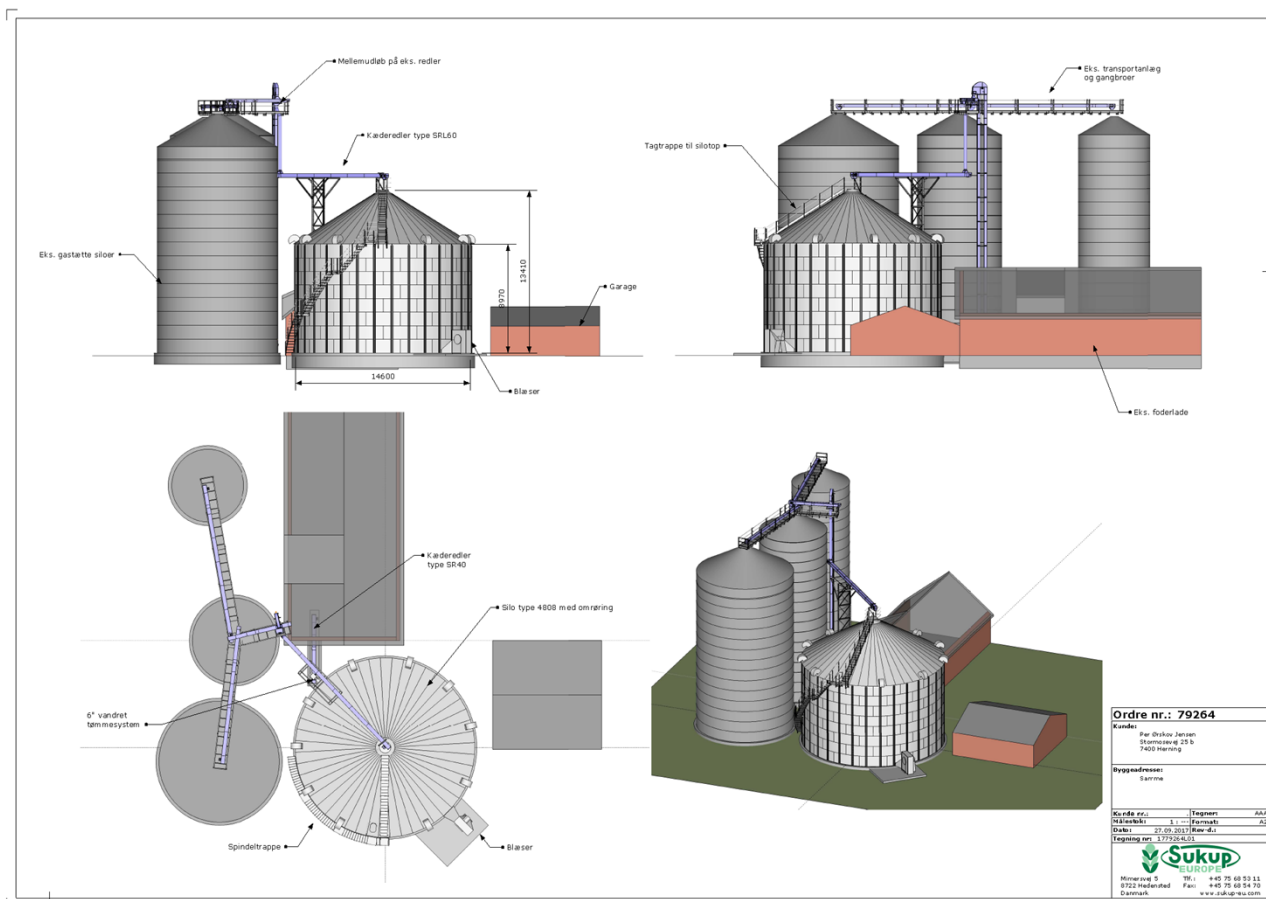 Mellemudløb på eks. redler
Kæderedler type SRL60
Eks. gastætte siloer
13410
8970
14600
Garage
Blæser
Eks. transportanlæg
og gangbroer
Tagtrappe til silotop
Eks. foderlade
Kæderedler
type SR40
Silo type 4808 med omrøring
6" vandret
tømmesystem
Spindeltrappe
Blæser
Ordre nr.: 79264
Kunde:
Per Ørskov Jensen
Stormosevej 25 b
7400 Herning
Byggeadresse:
Samme
Kunde nr.: . Tegner: AAA
Målestok: 1 : --- Format: A2
Dato: 27.09.2017 Rev-d.:
Tegning nr: 1779264L01
Sukup
EUROPE
Mimersvej 5 Tlf.: +45 75 68 53 11
8722 Hedensted Fax: +45 75 68 54 70
Danmark www.sukup-eu.com